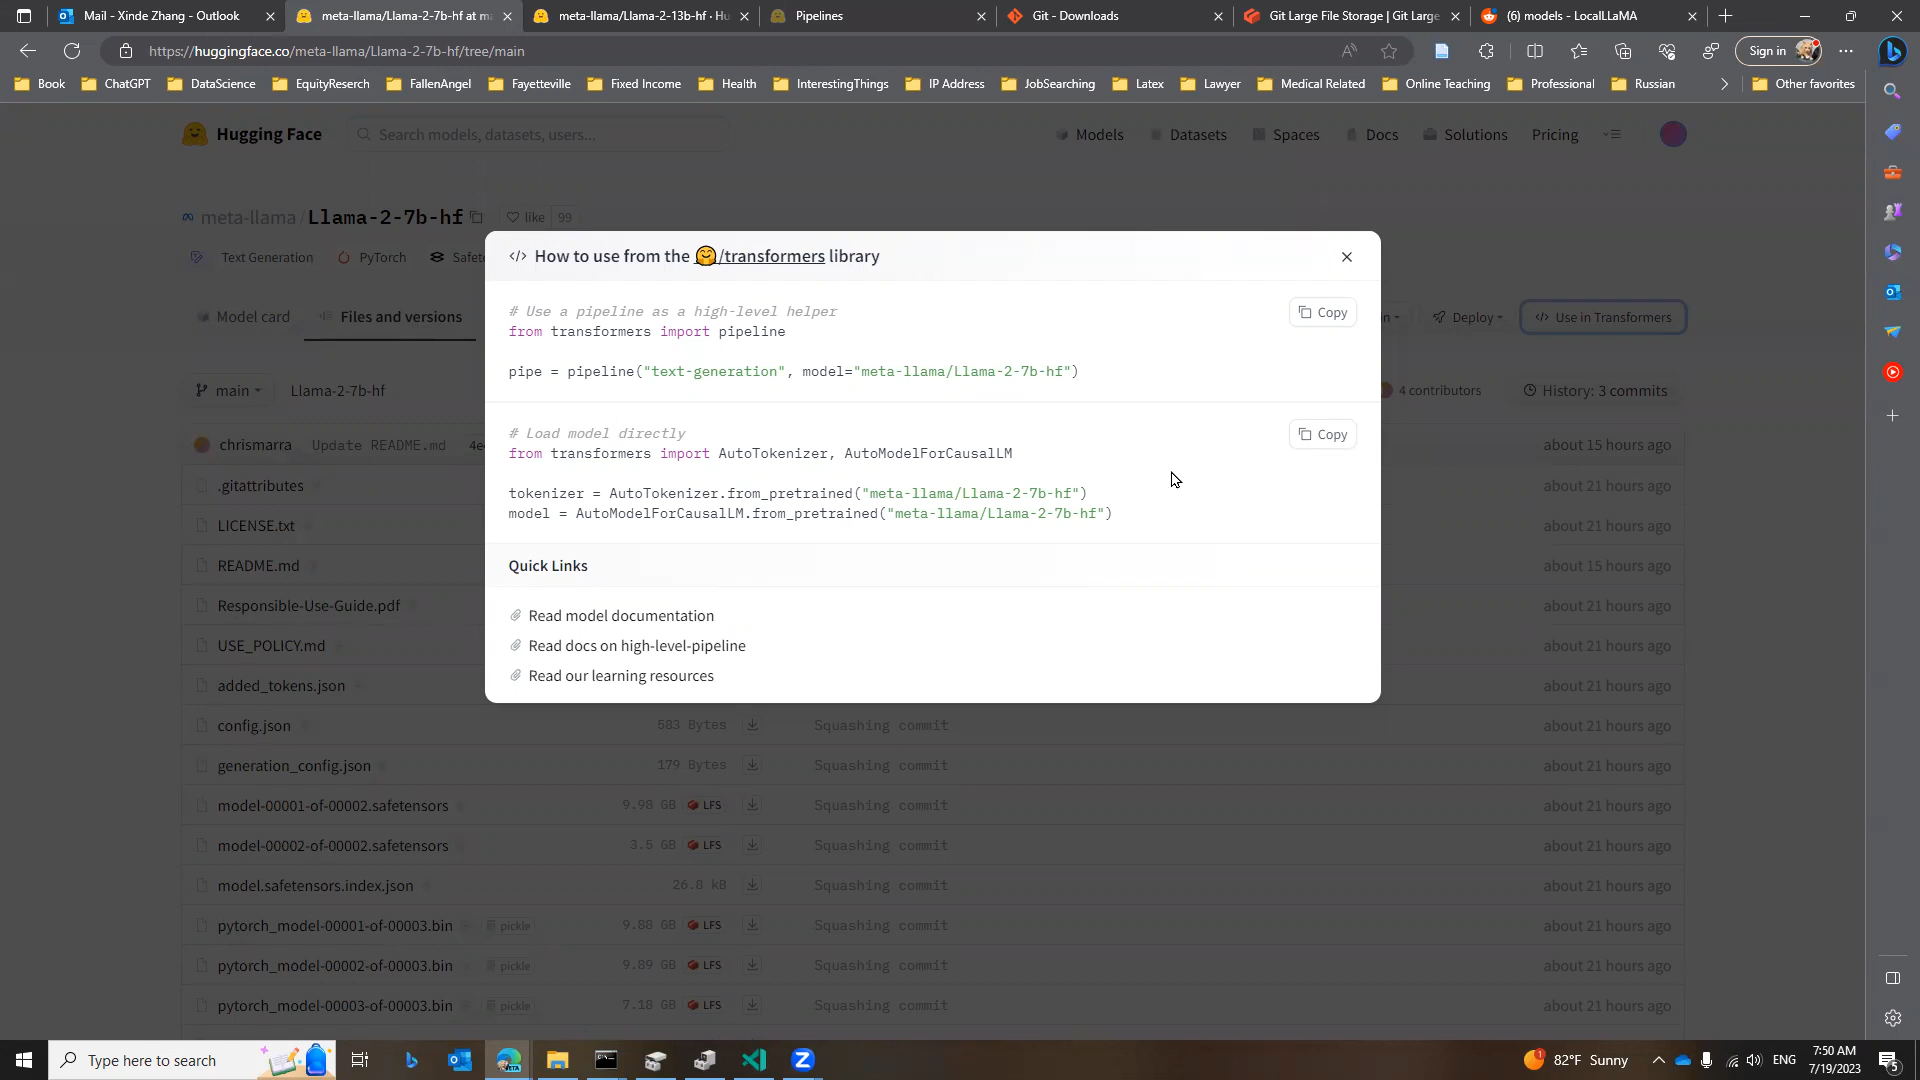 Mail - Xinde Zhang - Outlook
meta-llama/Llama-2-7b-hf at ma
meta-llama/Llama-2-13b-hf · Hu
Pipelines
Git - Downloads
Git Large File Storage | Git Large
(6) models - LocalLLaMA
https://huggingface.co/meta-llama/Llama-2-7b-hf/tree/main
Sign in
Book
ChatGPT
DataScience
EquityReserch
FallenAngel
Fayetteville
Fixed Income
Health
InterestingThings
IP Address
JobSearching
Latex
Lawyer
Medical Related
Online Teaching
Professional
Russian
Other favorites
Hugging Face
Search models, datasets, users...
Models
Datasets
Spaces
Docs
Solutions
Pricing
meta-llama/Llama-2-7b-hf
like 99
Text Generation
PyTorch
Safete
How to use from the /transformers library
# Use a pipeline as a high-level helper
Copy
from transformers import pipeline
pipe = pipeline("text-generation", model="meta-llama/Llama-2-7b-hf")
# Load model directly
Copy
from transformers import AutoTokenizer, AutoModelForCausalLM
tokenizer = AutoTokenizer.from_pretrained("meta-llama/Llama-2-7b-hf")
model = AutoModelForCausalLM.from_pretrained("meta-llama/Llama-2-7b-hf")
Quick Links
Read model documentation
Read docs on high-level-pipeline
Read our learning resources
Model card
Files and versions
n
Deploy
Use in Transformers
main
Llama-2-7b-hf
4 contributors
History: 3 commits
chrismarra
Update README.md
4e
about 15 hours ago
.gitattributes
about 21 hours ago
LICENSE.txt
about 21 hours ago
README.md
about 15 hours ago
Responsible-Use-Guide.pdf
about 21 hours ago
USE_POLICY.md
about 21 hours ago
added_tokens.json
about 21 hours ago
config.json 583 Bytes Squashing commit about 21 hours ago
generation_config.json 179 Bytes Squashing commit about 21 hours ago
model-00001-of-00002.safetensors 9.98 GB LFS Squashing commit about 21 hours ago
model-00002-of-00002.safetensors 3.5 GB LFS Squashing commit about 21 hours ago
model.safetensors.index.json 26.8 kB Squashing commit about 21 hours ago
pytorch_model-00001-of-00003.bin pickle 9.88 GB LFS Squashing commit about 21 hours ago
pytorch_model-00002-of-00003.bin pickle 9.89 GB LFS Squashing commit about 21 hours ago
pytorch_model-00003-of-00003.bin pickle 7.18 GB LFS Squashing commit about 21 hours ago
Type here to search
82°F Sunny
ENG
7:50 AM
7/19/2023
5